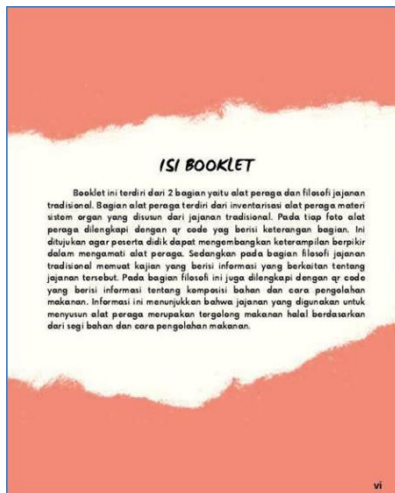 ISI BOOKLET
Booklet ini terdiri dari 2 bagian yaitu alat peraga dan filosofi jajanan
tradisional. Bagian alat peraga terdiri dari inventarisasi alat peraga materi
sistem organ yang disusun dari jajanan tradisional. Pada tiap foto alat
peraga dilengkapi dengan qr code yag berisi keterangan bagian. Ini
ditujukan agar peserta didik dapat mengembangkan keterampilan berpikir
dalam mengamati alat peraga. Sedangkan pada bagian filosofi jajanan
tradisional memuat kajian yang berisi informasi yang berkaitan tentang
jajanan tersebut. Pada bagian filosofi ini juga dilengkapi dengan qr code
yang berisi informasi tentang komposisi bahan dan cara pengolahan
makanan. Informasi ini menunjukkan bahwa jajanan yang digunakan untuk
menyusun alat peraga merupakan tergolong makanan halal berdasarkan
dari segi bahan dan cara pengolahan makanan.
vi